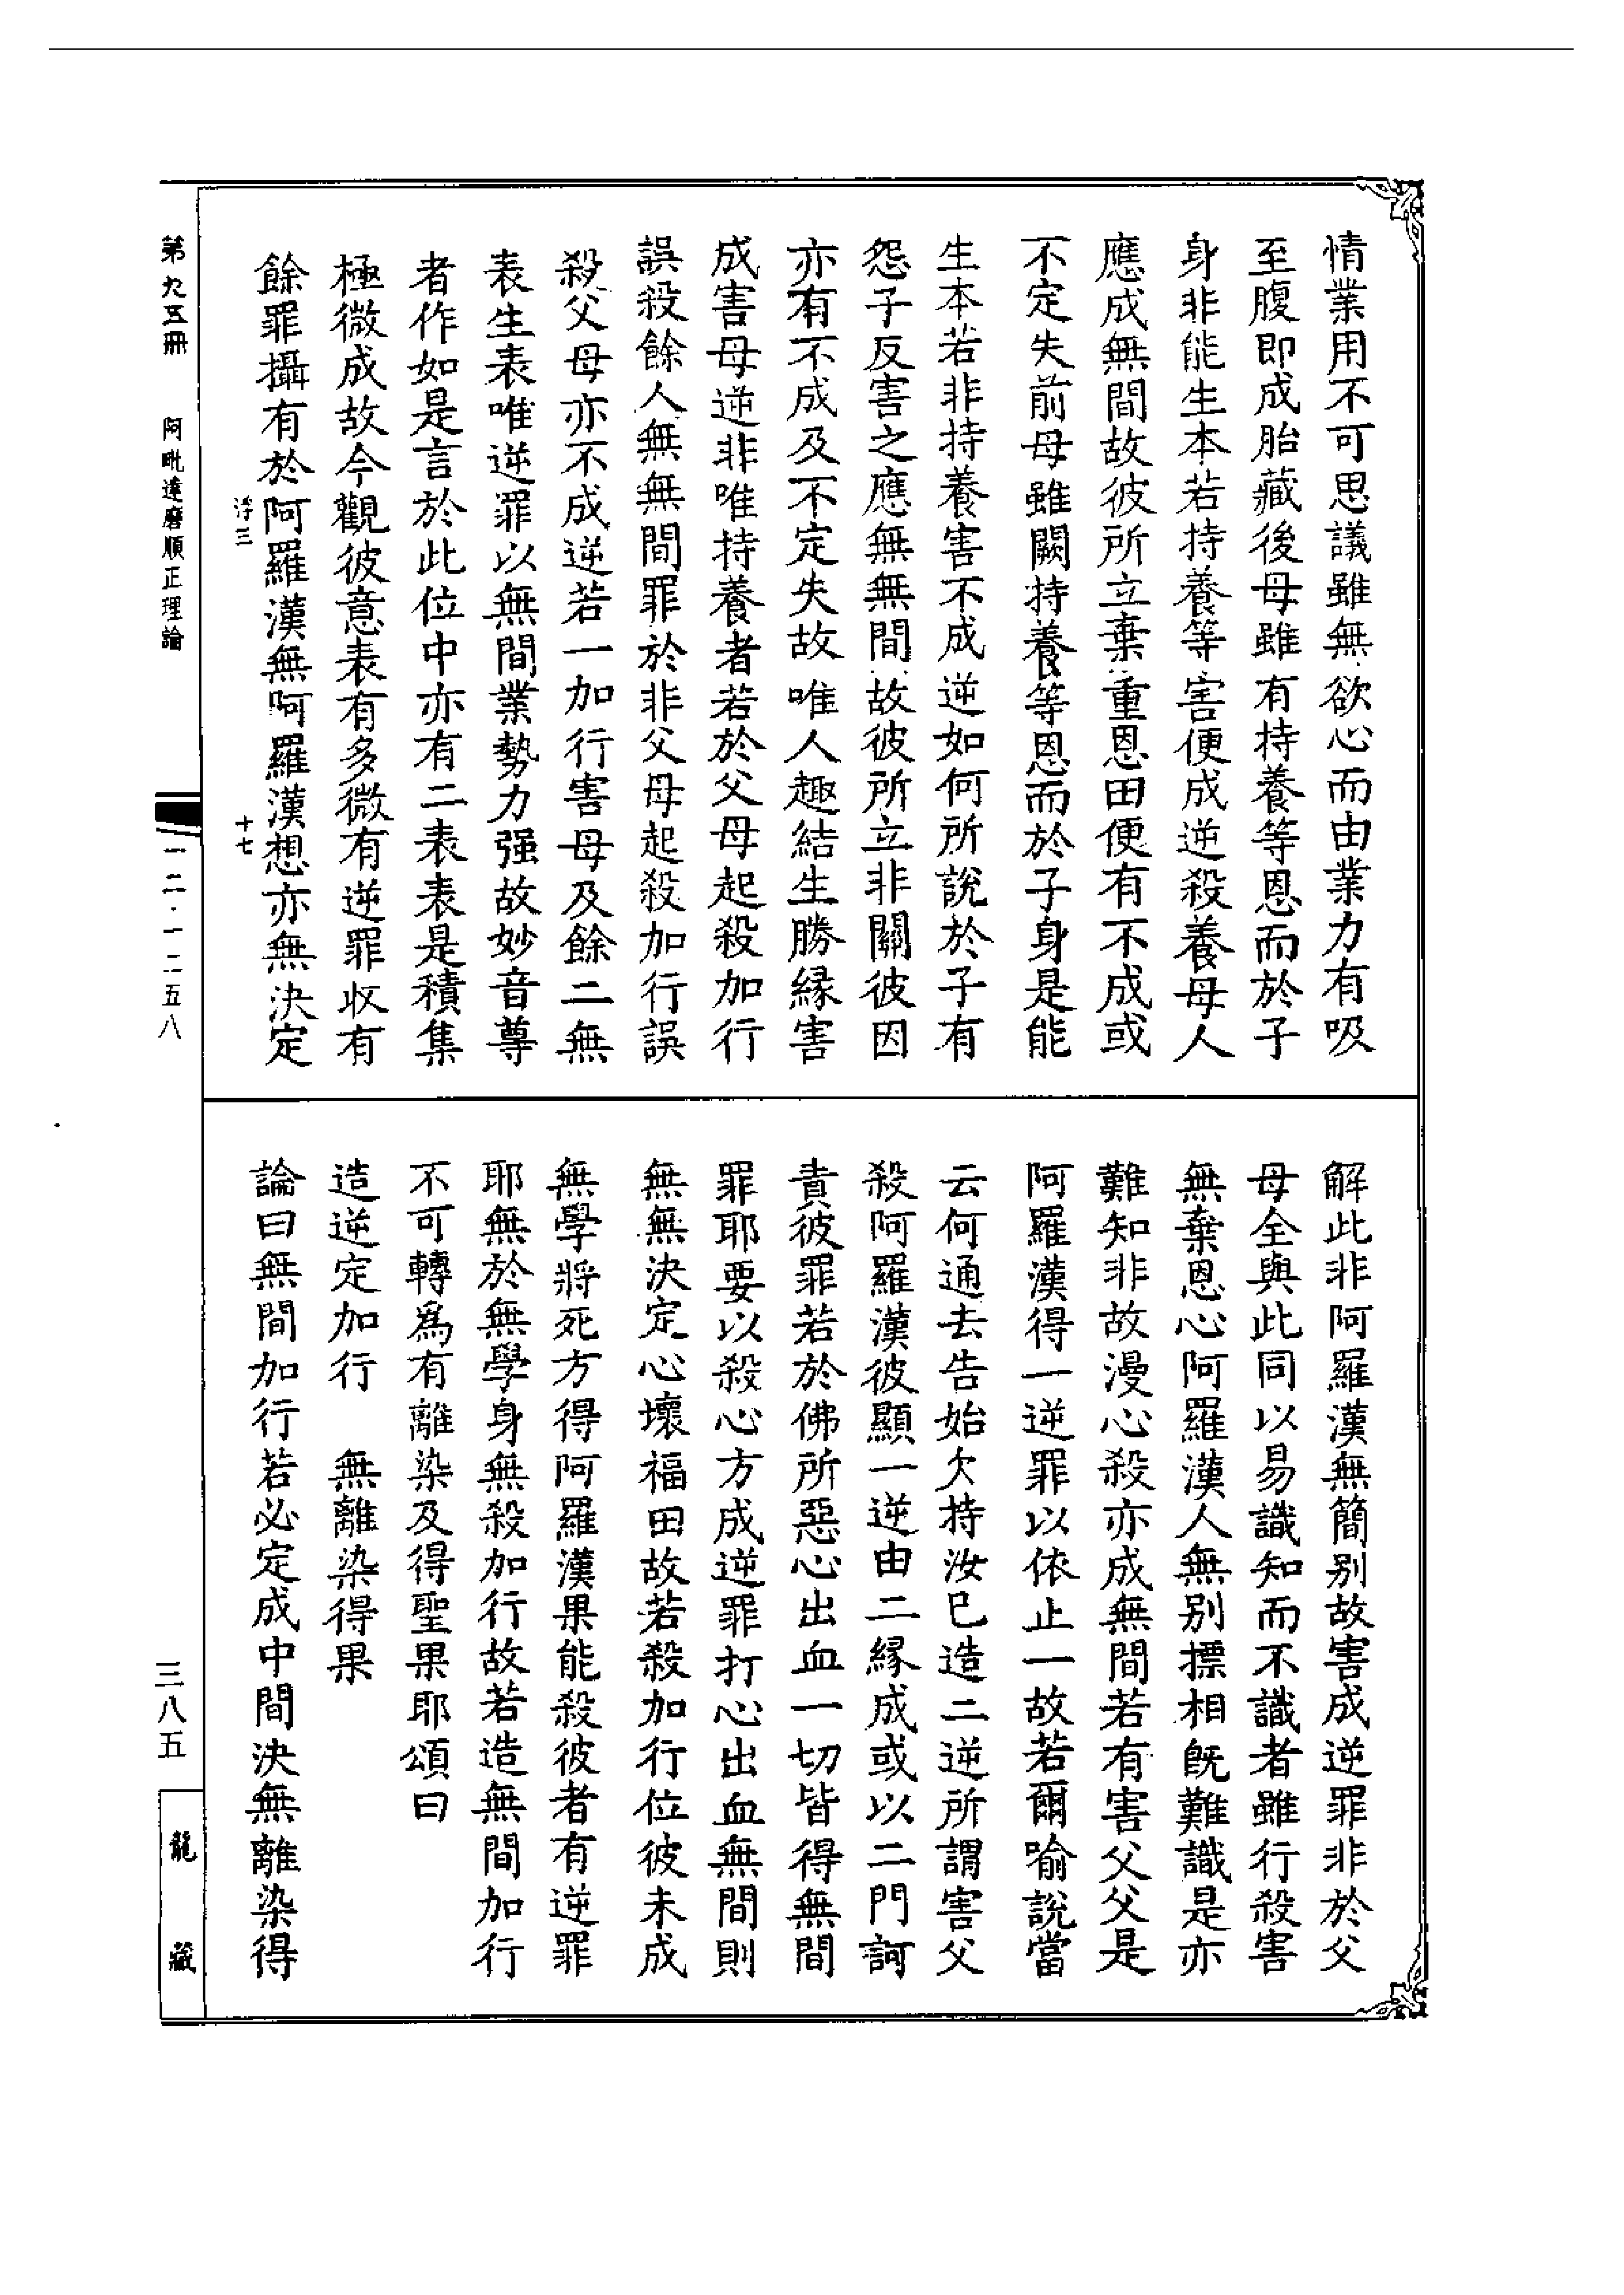 情業用不可思議雖無欲心而由業力有吸
至腹即成胎藏後母雖有持養等恩而於子
身非能生本若持養等害便成逆殺養母人
應成無間故彼所立棄重恩田便有不成或
不定失前母雖闕持養等恩而於子身是能
生本若非持養害不成逆如何所說於子有
怨子反害之應無無間故彼所立非關彼因
亦有不成及不定失故唯人趣結生勝緣害
成害母逆非唯持養者若於父母起殺加行
誤殺餘人無無間罪於非父母起殺加行誤
殺父母亦不成逆若一加行害母及餘二無
表生表唯逆罪以無間業勢力强故妙音尊
者作如是言於此位中亦有二表表是積集
極微成故今觀彼意表有多微有逆罪收有
餘罪攝有於阿羅漢無阿羅漢想亦無決定
浮三 十七
解此非阿羅漢無簡別故害成逆罪非於父
母全與此同以易識知而不識者雖行殺害
無棄恩心阿羅漢人無別摽相旣難識是亦
難知非故漫心殺亦成無間若有害父父是
阿羅漢得一逆罪以依止一故若爾喻說當
云何通去告始欠持汝已造二逆所謂害父
殺阿羅漢彼顯一逆由二緣成或以二門訶
責彼罪若於佛所惡心出血一切皆得無間
罪耶要以殺心方成逆罪打心出血無間則
無無決定心壞福田故若殺加行位彼未成
無學將死方得阿羅漢果能殺彼者有逆罪
耶無於無學身無殺加行故若造無間加行
不可轉爲有離染及得聖果耶頌曰
造逆定加行 無離染得果
論曰無間加行若必定成中間決無離染得
第九五冊 阿毗達磨順正理論
一二·一二五八
三八五
龍藏